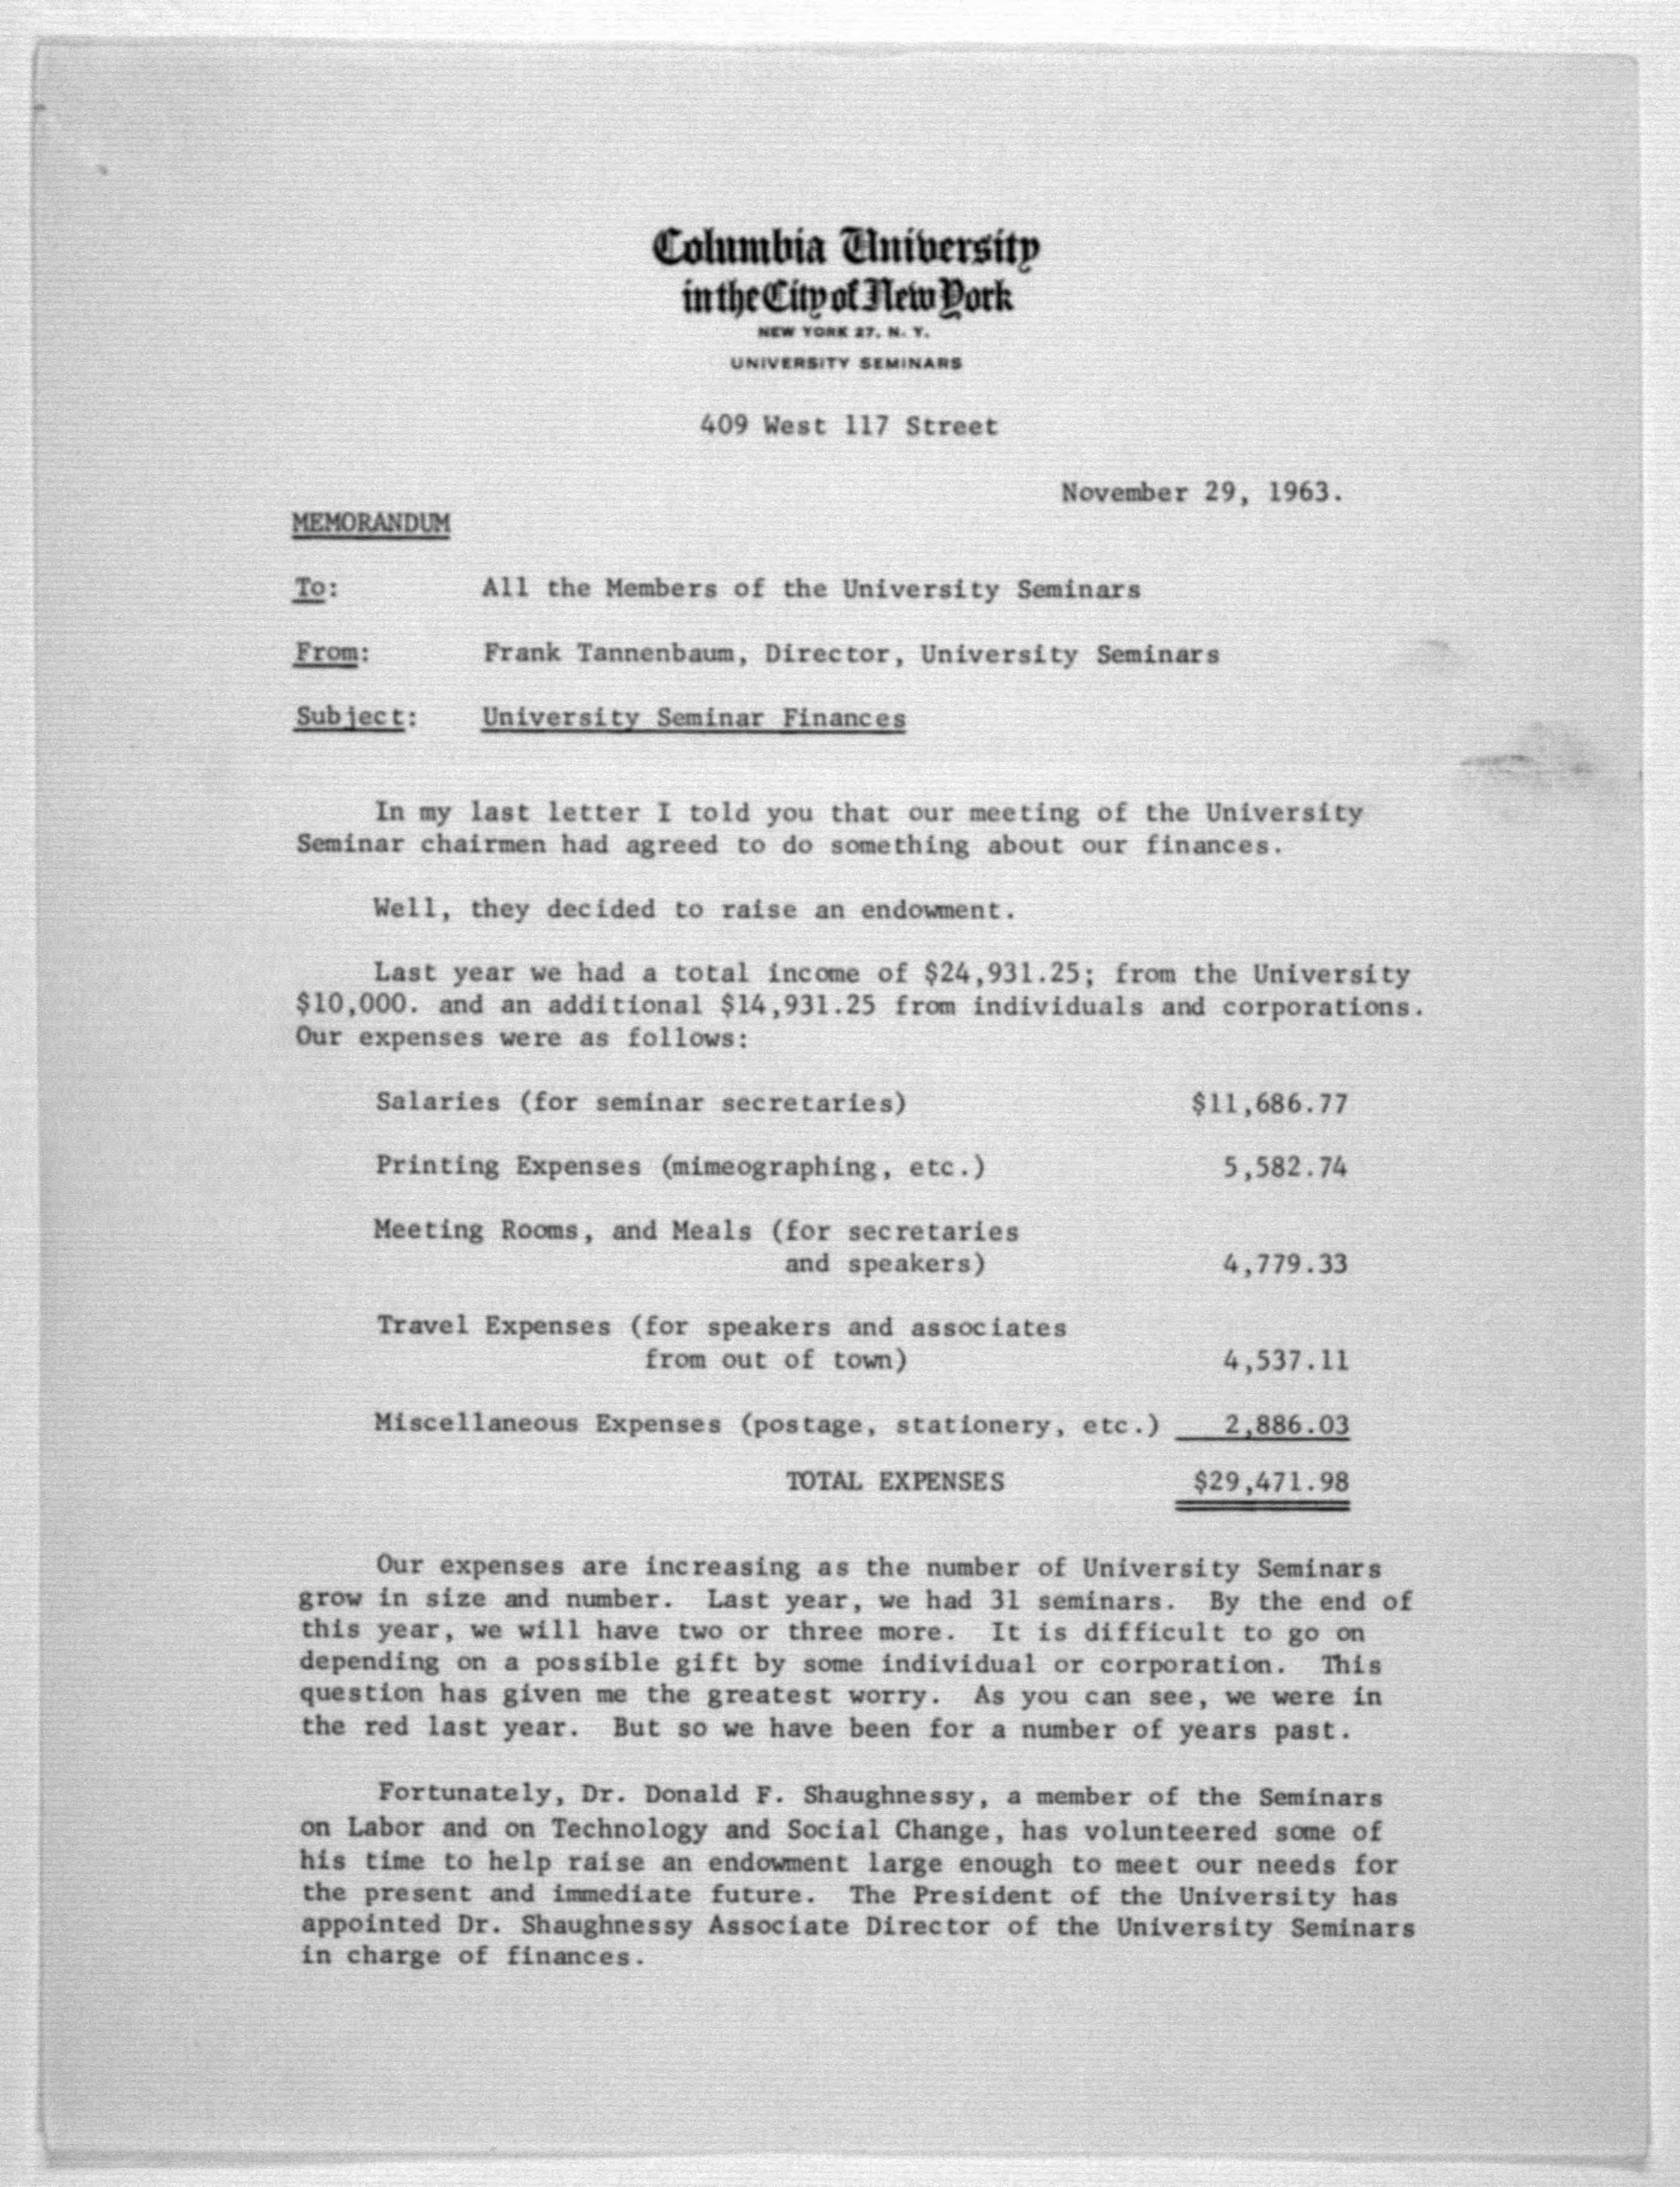 Columbia University
in the City of New York
NEW YORK 27, N. Y.
UNIVERSITY SEMINARS
409 West 117 Street
November 29, 1963.
MEMORANDUM
To: All the Members of the University Seminars
From: Frank Tannenbaum, Director, University Seminars
Subject: University Seminar Finances
In my last letter I told you that our meeting of the University
Seminar chairmen had agreed to do something about our finances.
Well, they decided to raise an endowment.
Last year we had a total income of $24,931.25; from the University
$10,000. and an additional $14,931.25 from individuals and corporations.
Our expenses were as follows:
Salaries (for seminar secretaries) $11,686.77
Printing Expenses (mimeographing, etc.) 5,582.74
Meeting Rooms, and Meals (for secretaries
and speakers) 4,779.33
Travel Expenses (for speakers and associates
from out of town) 4,537.11
Miscellaneous Expenses (postage, stationery, etc.) 2,886.03
TOTAL EXPENSES $29,471.98
Our expenses are increasing as the number of University Seminars
grow in size and number. Last year, we had 31 seminars. By the end of
this year, we will have two or three more. It is difficult to go on
depending on a possible gift by some individual or corporation. This
question has given me the greatest worry. As you can see, we were in
the red last year. But so we have been for a number of years past.
Fortunately, Dr. Donald F. Shaughnessy, a member of the Seminars
on Labor and on Technology and Social Change, has volunteered some of
his time to help raise an endowment large enough to meet our needs for
the present and immediate future. The President of the University has
appointed Dr. Shaughnessy Associate Director of the University Seminars
in charge of finances.